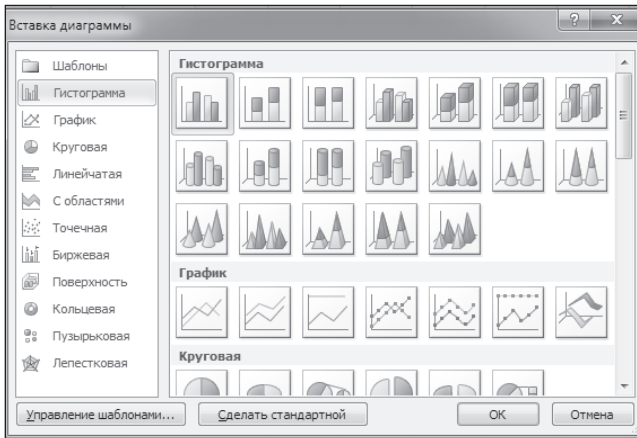 Вставка диаграммы
Шаблоны
Гистограмма
График
Круговая
Линейчатая
С областями
Точечная
Биржевая
Поверхность
Кольцевая
Пузырьковая
Лепестковая
Гистограмма
График
Круговая
Управление шаблонами...
Сделать стандартной
ОК
Отмена